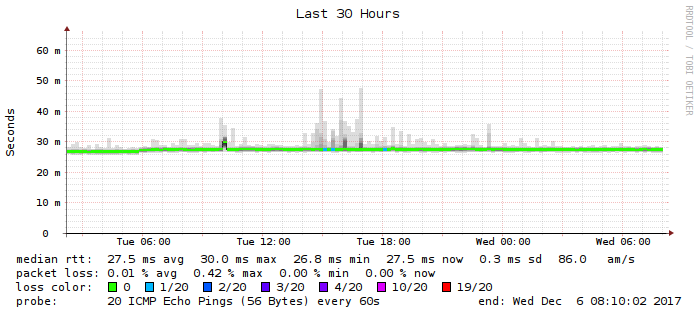 Last 30 Hours
RRDTOOL / TOBI OETIKER
Seconds
60 m
50 m
40 m
30 m
20 m
10 m
0
Tue 06:00 Tue 12:00 Tue 18:00 Wed 00:00 Wed 06:00
median rtt: 27.5 ms avg 30.0 ms max 26.8 ms min 27.5 ms now 0.3 ms sd 86.0 am/s
packet loss: 0.01 % avg 0.42 % max 0.00 % min 0.00 % now
loss color: 0 1/20 2/20 3/20 4/20 10/20 19/20
probe: 20 ICMP Echo Pings (56 Bytes) every 60s end: Wed Dec 6 08:10:02 2017